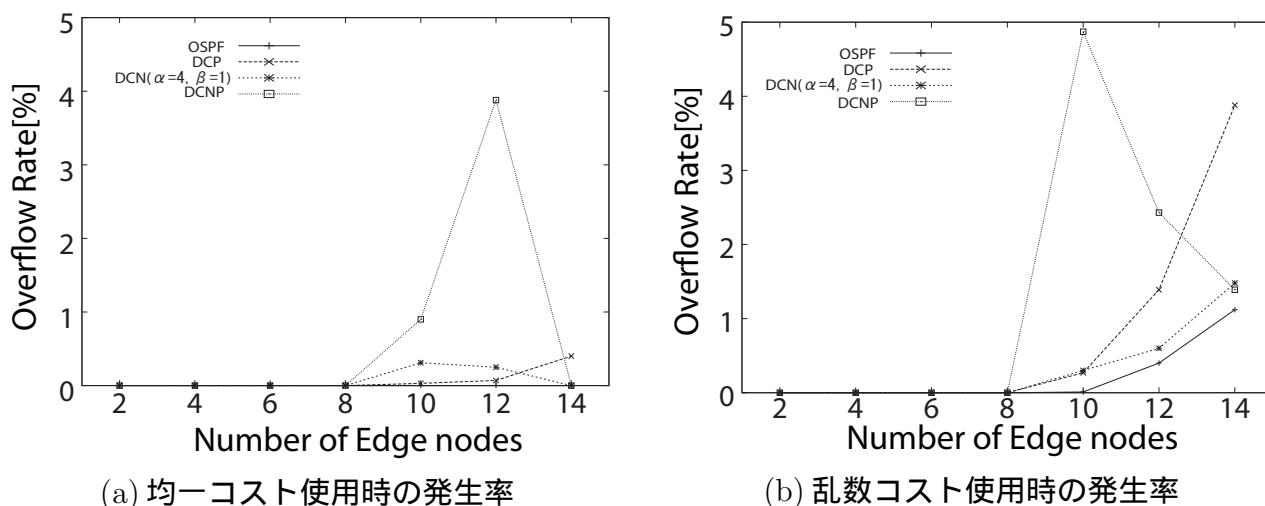 5
4
3
2
1
0
Overflow Rate[%]
OSPF
DCP
DCN(α=4, β=1)
DCNP
2 4 6 8 10 12 14
Number of Edge nodes
(a) 均一コスト使用時の発生率
5
4
3
2
1
0
Overflow Rate[%]
OSPF
DCP
DCN(α=4, β=1)
DCNP
2 4 6 8 10 12 14
Number of Edge nodes
(b) 乱数コスト使用時の発生率